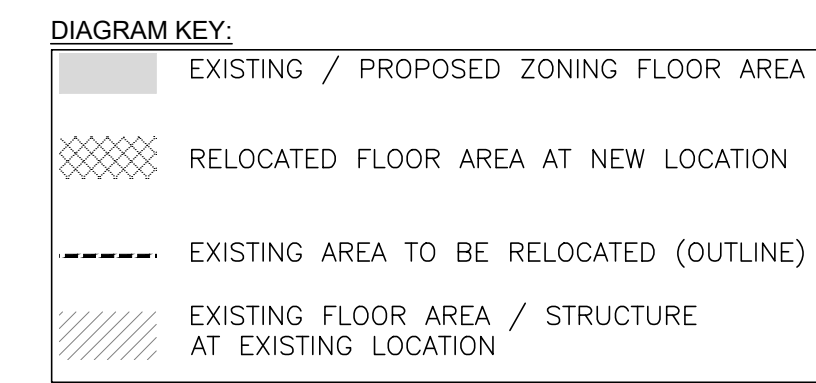 DIAGRAM KEY:
EXISTING / PROPOSED ZONING FLOOR AREA
RELOCATED FLOOR AREA AT NEW LOCATION
EXISTING AREA TO BE RELOCATED (OUTLINE)
EXISTING FLOOR AREA / STRUCTURE
AT EXISTING LOCATION